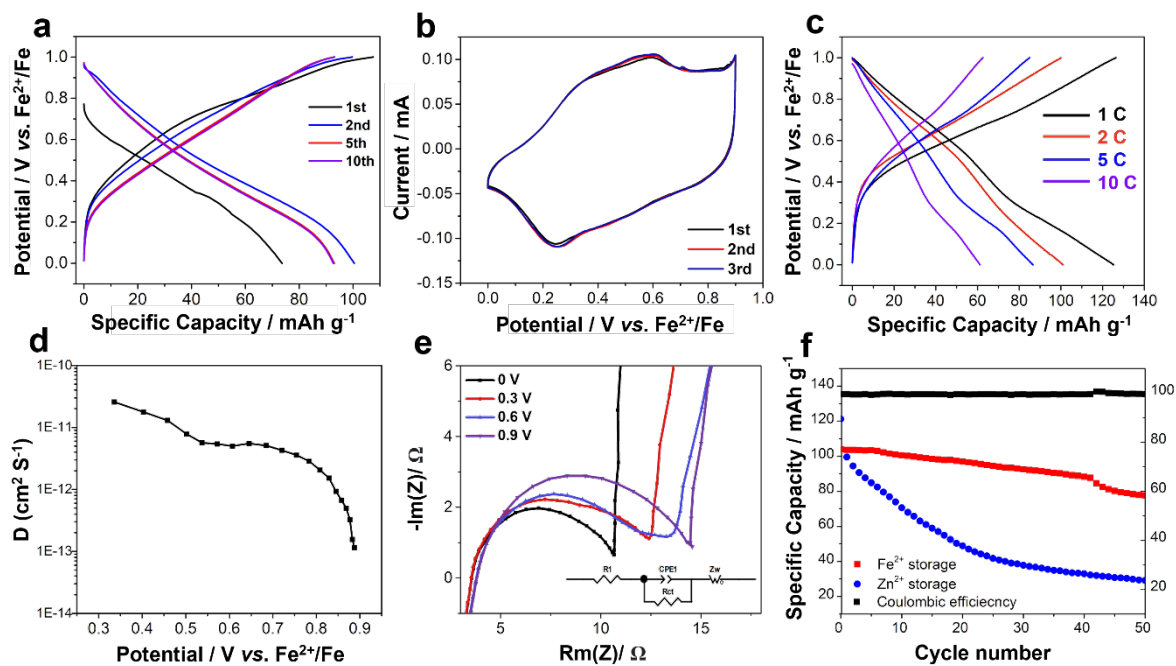 a
Potential / V vs. Fe²⁺/Fe
1.0
0.8
0.6
0.4
0.2
0.0
1st
2nd
5th
10th
0 20 40 60 80 100
Specific Capacity / mAh g⁻¹
b
Current / mA
0.10
0.05
0.00
-0.05
-0.10
-0.15
1st
2nd
3rd
0.0 0.2 0.4 0.6 0.8 1.0
Potential / V vs. Fe²⁺/Fe
c
Potential / V vs. Fe²⁺/Fe
1.0
0.8
0.6
0.4
0.2
0.0
1 C
2 C
5 C
10 C
0 20 40 60 80 100 120 140
Specific Capacity / mAh g⁻¹
d
D (cm² S⁻¹)
1E-10
1E-11
1E-12
1E-13
1E-14
0.3 0.4 0.5 0.6 0.7 0.8 0.9
Potential / V vs. Fe²⁺/Fe
e
-Im(Z)/ Ω
6
4
2
0
0 V
0.3 V
0.6 V
0.9 V
R1 CPE1 Zw
Rct
5 10 15
Rm(Z)/ Ω
f
Specific Capacity / mAh g⁻¹
140
120
100
80
60
40
20
100
80
60
40
20
Fe²⁺ storage
Zn²⁺ storage
Coulombic efficiecncy
0 10 20 30 40 50
Cycle number